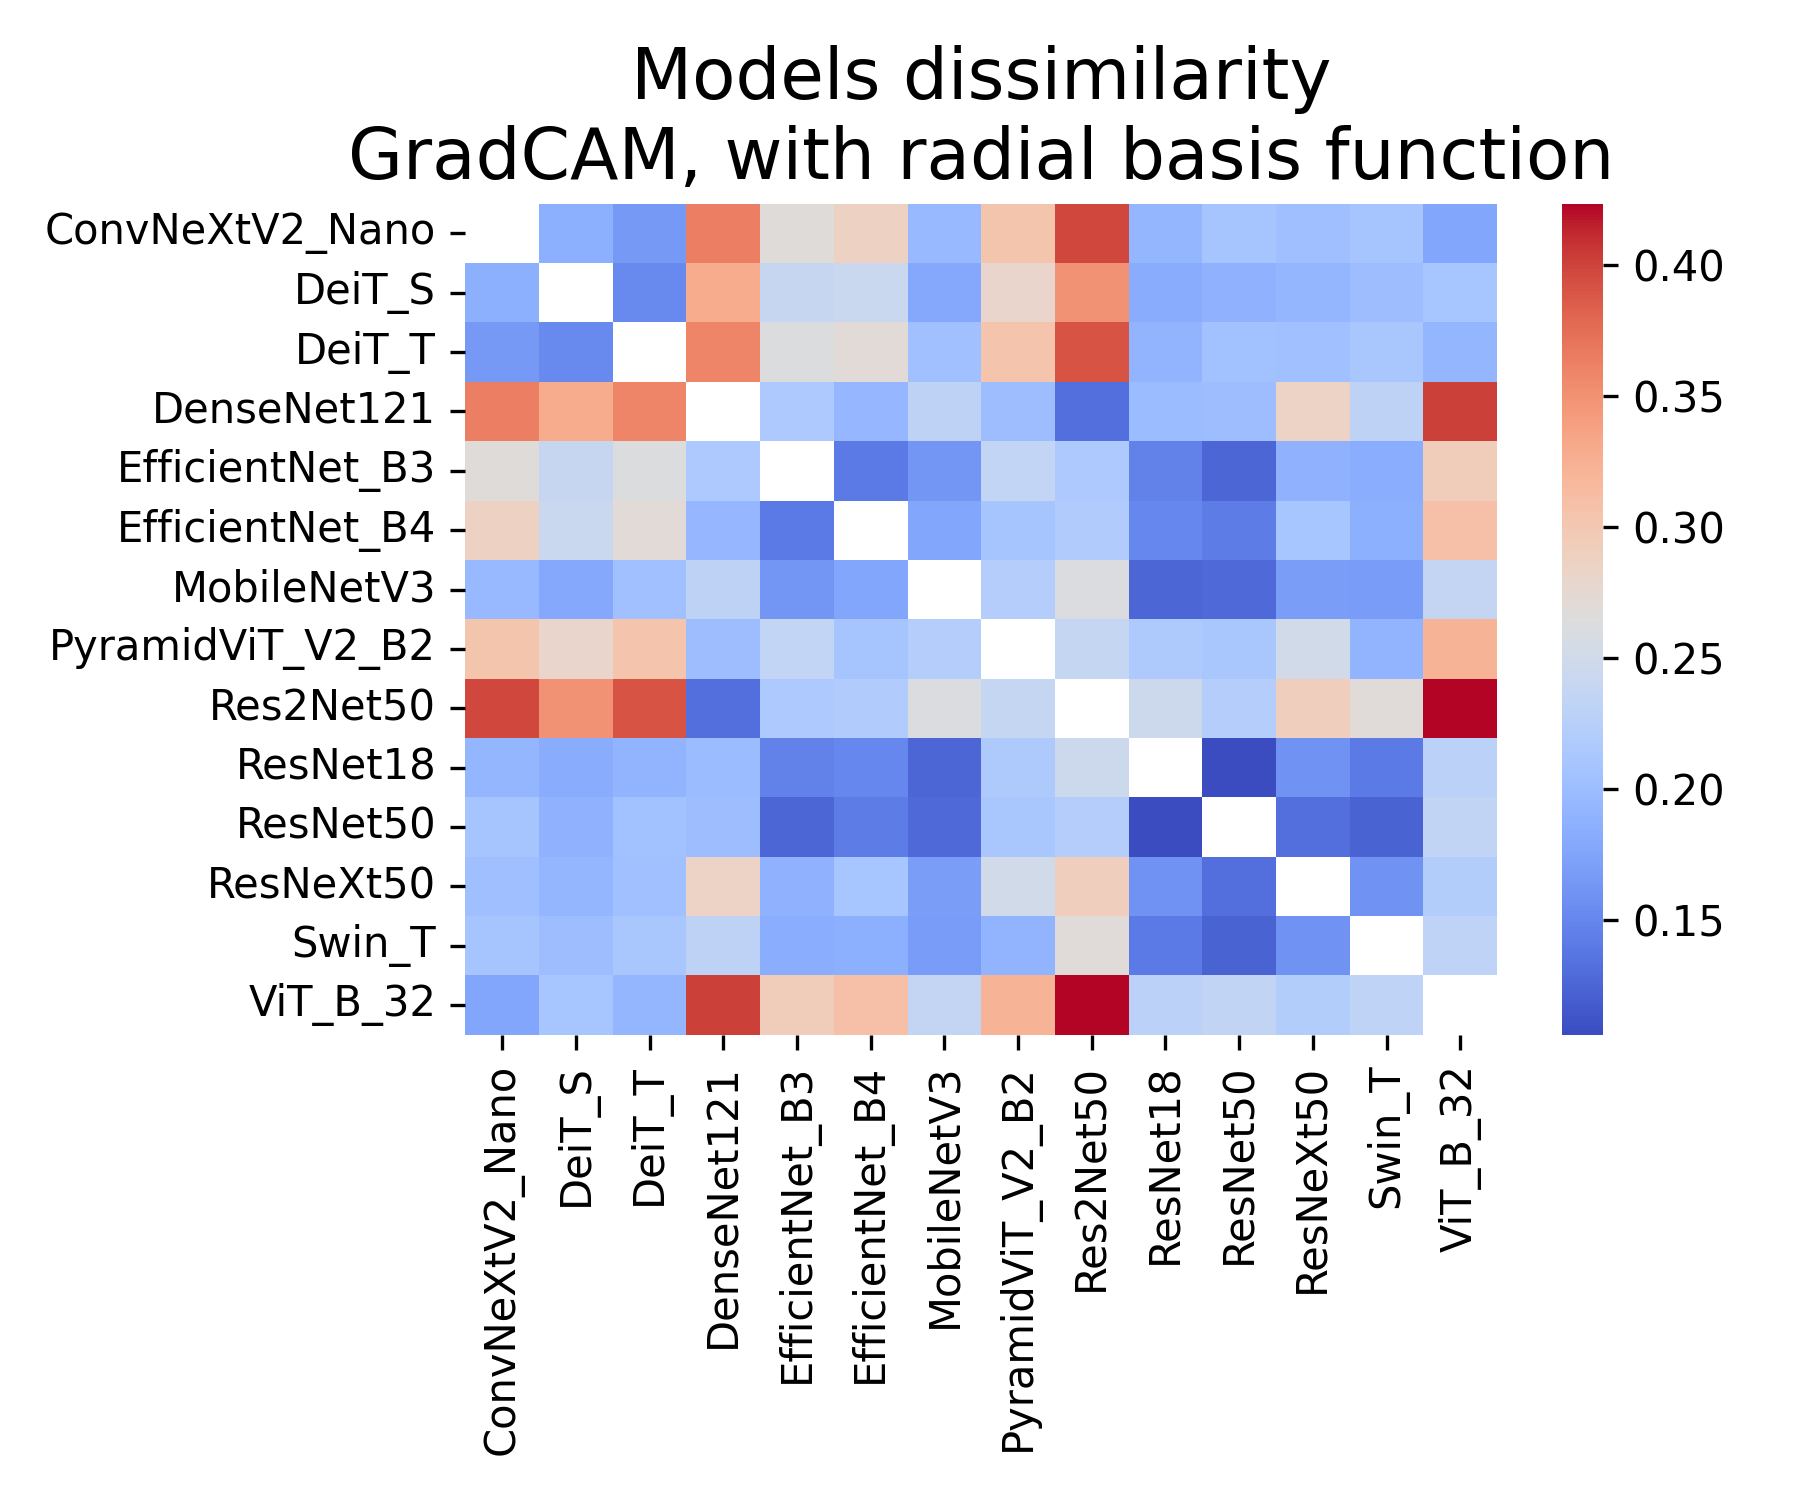 Models dissimilarity
GradCAM, with radial basis function
ConvNeXtV2_Nano
DeiT_S
DeiT_T
DenseNet121
EfficientNet_B3
EfficientNet_B4
MobileNetV3
PyramidViT_V2_B2
Res2Net50
ResNet18
ResNet50
ResNeXt50
Swin_T
ViT_B_32
ConvNeXtV2_Nano
DeiT_S
DeiT_T
DenseNet121
EfficientNet_B3
EfficientNet_B4
MobileNetV3
PyramidViT_V2_B2
Res2Net50
ResNet18
ResNet50
ResNeXt50
Swin_T
ViT_B_32
0.40
0.35
0.30
0.25
0.20
0.15